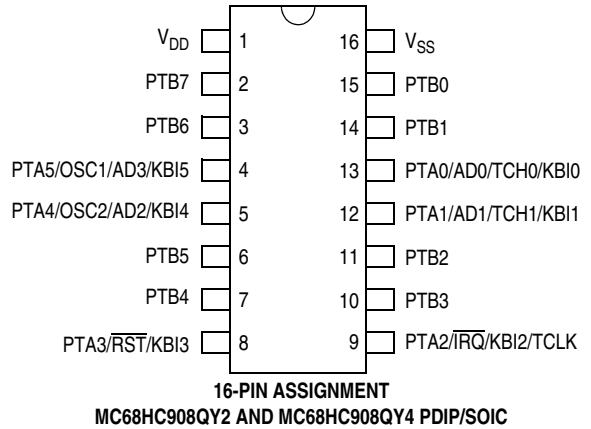 VDD 1 16 VSS
PTB7 2 15 PTB0
PTB6 3 14 PTB1
PTA5/OSC1/AD3/KBI5 4 13 PTA0/AD0/TCH0/KBI0
PTA4/OSC2/AD2/KBI4 5 12 PTA1/AD1/TCH1/KBI1
PTB5 6 11 PTB2
PTB4 7 10 PTB3
PTA3/R̅S̅T̅/KBI3 8 9 PTA2/I̅R̅Q̅/KBI2/TCLK
16-PIN ASSIGNMENT
MC68HC908QY2 AND MC68HC908QY4 PDIP/SOIC